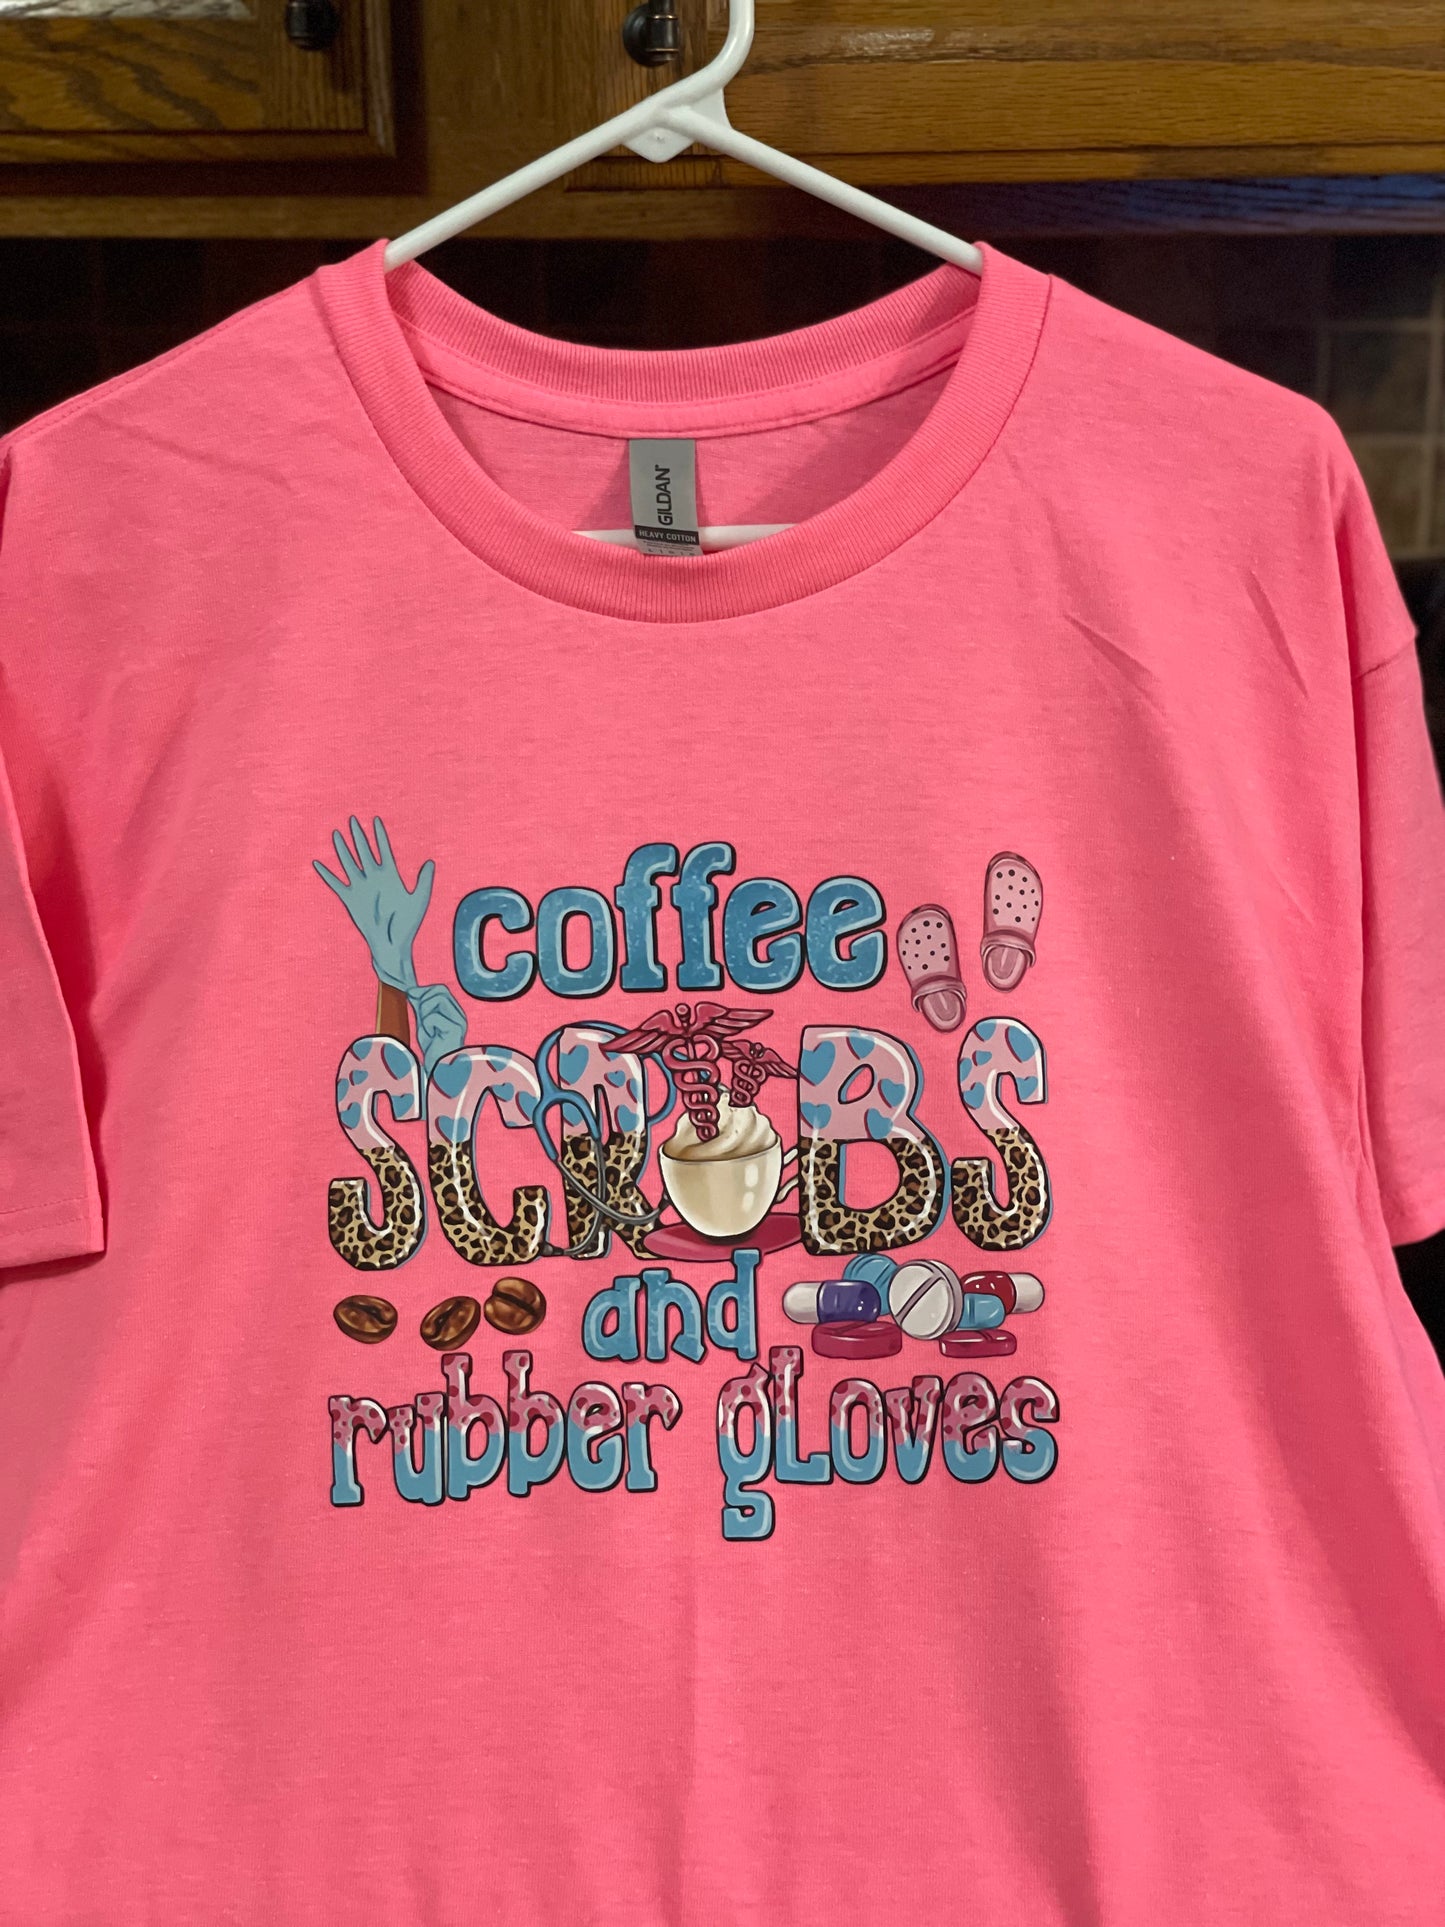 GILDAN
HEAVY COTTON
coffee
SCRUBS
and
rubber gloves